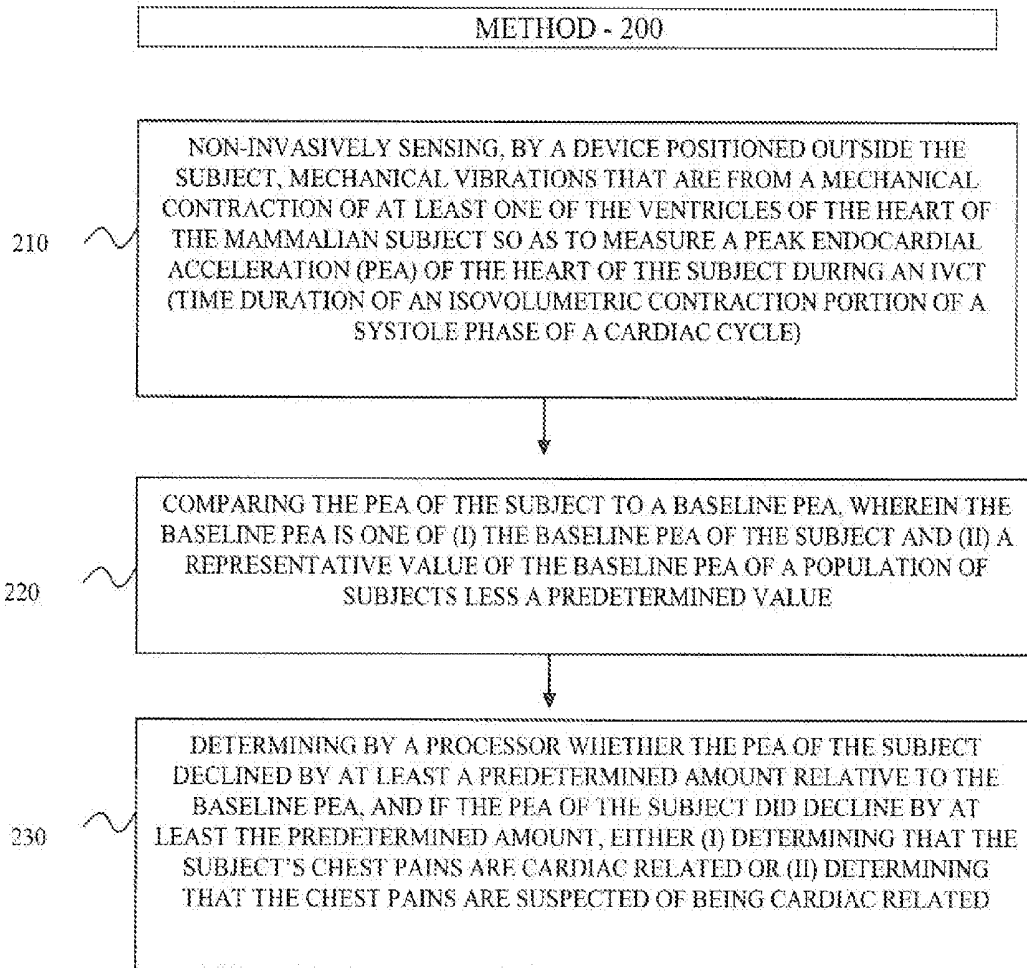 METHOD - 200
210
NON-INVASIVELY SENSING, BY A DEVICE POSITIONED OUTSIDE THE
SUBJECT, MECHANICAL VIBRATIONS THAT ARE FROM A MECHANICAL
CONTRACTION OF AT LEAST ONE OF THE VENTRICLES OF THE HEART OF
THE MAMMALIAN SUBJECT SO AS TO MEASURE A PEAK ENDOCARDIAL
ACCELERATION (PEA) OF THE HEART OF THE SUBJECT DURING AN IVCT
(TIME DURATION OF AN ISOVOLUMETRIC CONTRACTION PORTION OF A
SYSTOLE PHASE OF A CARDIAC CYCLE)
220
COMPARING THE PEA OF THE SUBJECT TO A BASELINE PEA, WHEREIN THE
BASELINE PEA IS ONE OF (I) THE BASELINE PEA OF THE SUBJECT AND (II) A
REPRESENTATIVE VALUE OF THE BASELINE PEA OF A POPULATION OF
SUBJECTS LESS A PREDETERMINED VALUE
230
DETERMINING BY A PROCESSOR WHETHER THE PEA OF THE SUBJECT
DECLINED BY AT LEAST A PREDETERMINED AMOUNT RELATIVE TO THE
BASELINE PEA, AND IF THE PEA OF THE SUBJECT DID DECLINE BY AT
LEAST THE PREDETERMINED AMOUNT, EITHER (I) DETERMINING THAT THE
SUBJECT'S CHEST PAINS ARE CARDIAC RELATED OR (II) DETERMINING
THAT THE CHEST PAINS ARE SUSPECTED OF BEING CARDIAC RELATED